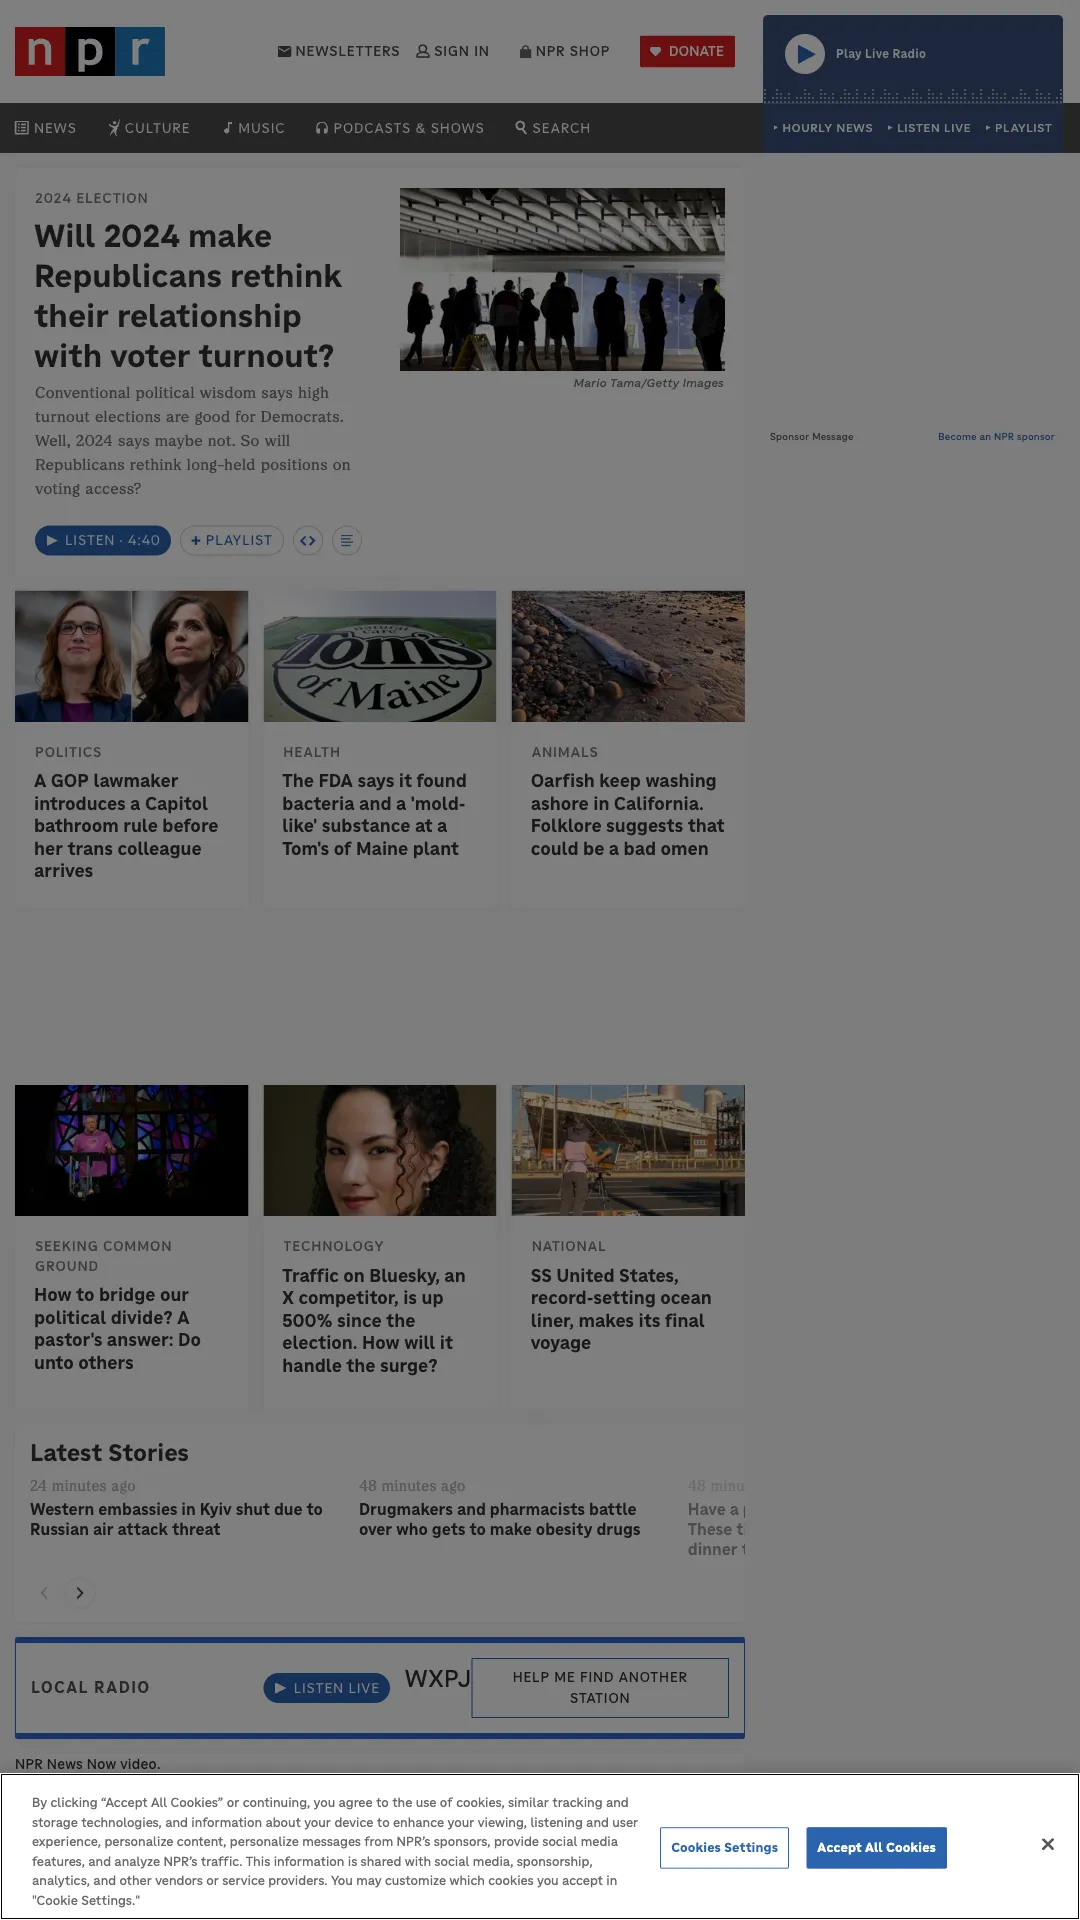 npr
NEWSLETTERS
SIGN IN
NPR SHOP
DONATE
Play Live Radio
NEWS
CULTURE
MUSIC
PODCASTS & SHOWS
SEARCH
HOURLY NEWS
LISTEN LIVE
PLAYLIST
2024 ELECTION
Will 2024 make
Republicans rethink
their relationship
with voter turnout?
Conventional political wisdom says high
turnout elections are good for Democrats.
Well, 2024 says maybe not. So will
Republicans rethink long-held positions on
voting access?
LISTEN · 4:40
+ PLAYLIST
Mario Tama/Getty Images
Sponsor Message
Become an NPR sponsor
natural care
Tom's
of Maine
POLITICS
A GOP lawmaker
introduces a Capitol
bathroom rule before
her trans colleague
arrives
HEALTH
The FDA says it found
bacteria and a 'mold-
like' substance at a
Tom's of Maine plant
ANIMALS
Oarfish keep washing
ashore in California.
Folklore suggests that
could be a bad omen
SEEKING COMMON
GROUND
How to bridge our
political divide? A
pastor's answer: Do
unto others
TECHNOLOGY
Traffic on Bluesky, an
X competitor, is up
500% since the
election. How will it
handle the surge?
NATIONAL
SS United States,
record-setting ocean
liner, makes its final
voyage
Latest Stories
24 minutes ago
Western embassies in Kyiv shut due to
Russian air attack threat
48 minutes ago
Drugmakers and pharmacists battle
over who gets to make obesity drugs
48 minu
Have a
These t
dinner
LOCAL RADIO
LISTEN LIVE
WXPJ
HELP ME FIND ANOTHER
STATION
NPR News Now video.
By clicking “Accept All Cookies” or continuing, you agree to the use of cookies, similar tracking and
storage technologies, and information about your device to enhance your viewing, listening and user
experience, personalize content, personalize messages from NPR’s sponsors, provide social media
features, and analyze NPR’s traffic. This information is shared with social media, sponsorship,
analytics, and other vendors or service providers. You may customize which cookies you accept in
"Cookie Settings."
Cookies Settings
Accept All Cookies